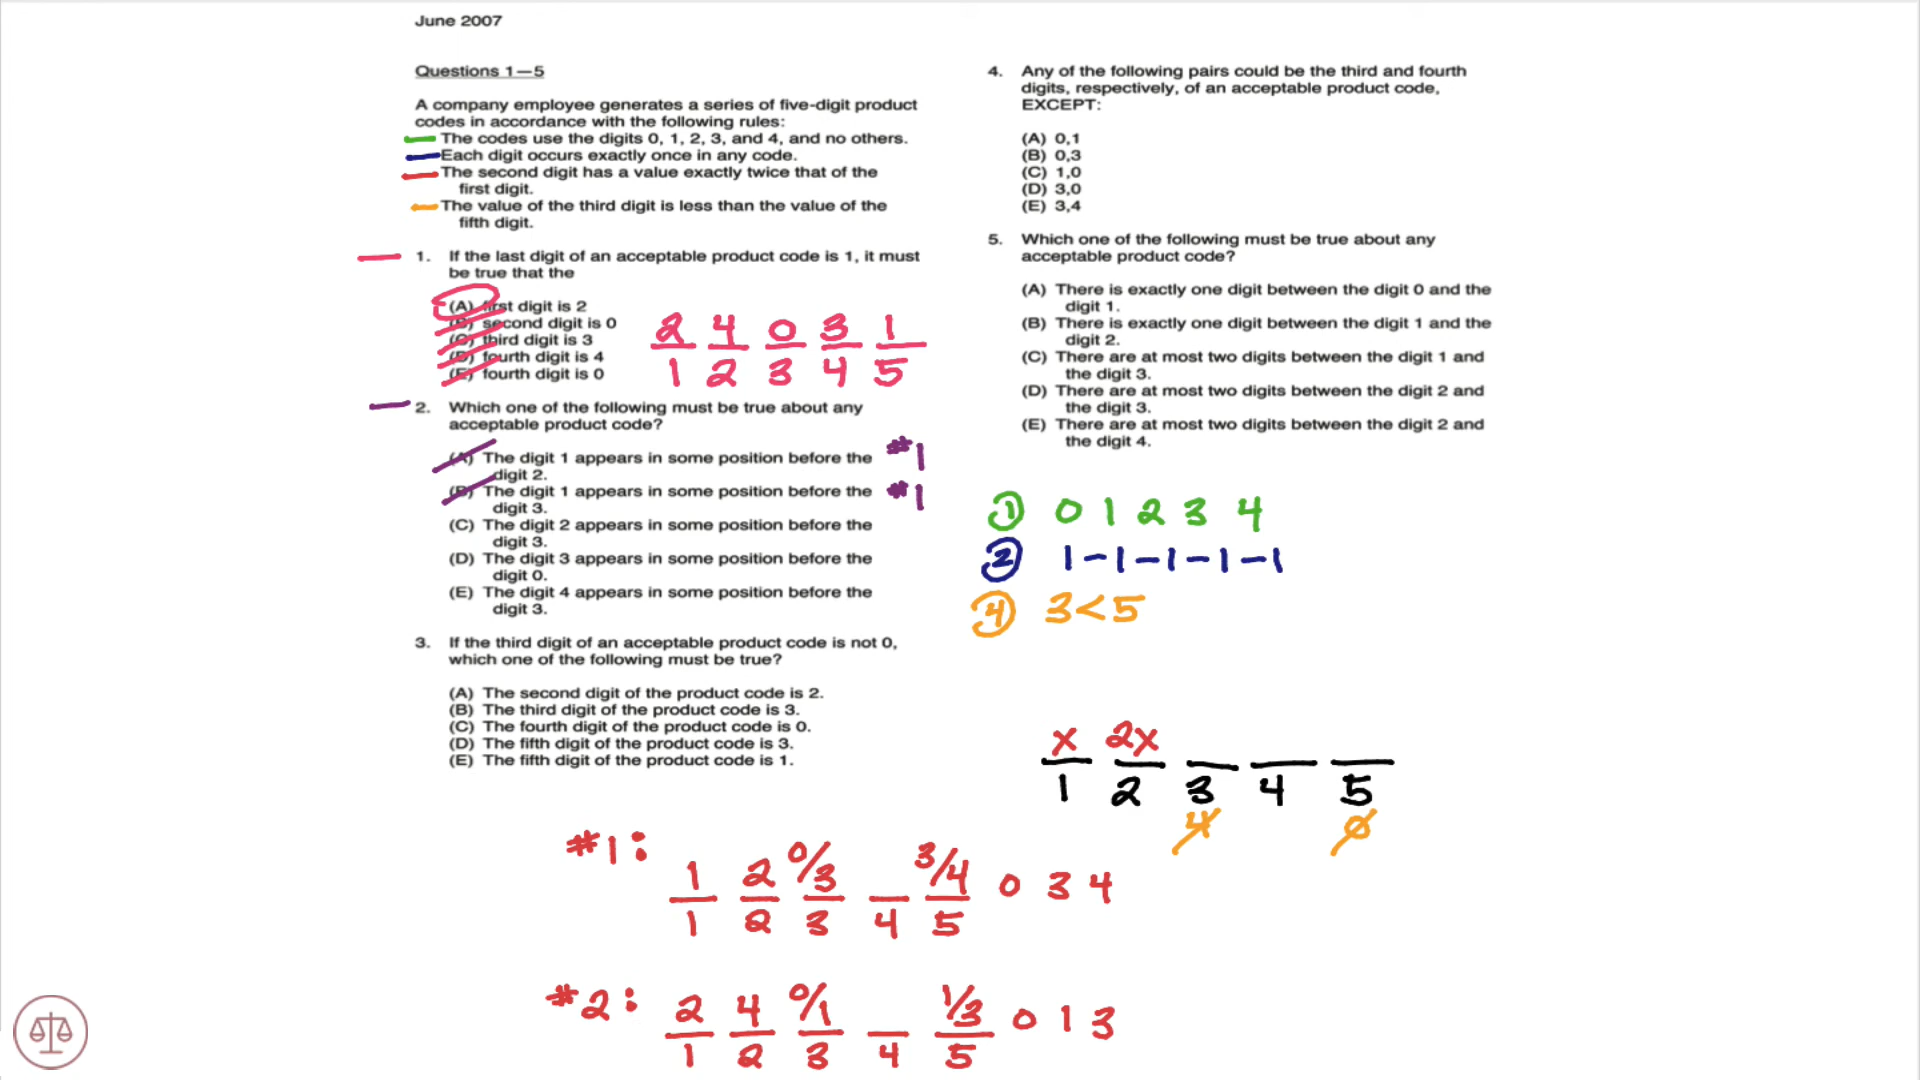 June 2007
Questions 1—5
A company employee generates a series of five-digit product
codes in accordance with the following rules:
The codes use the digits 0, 1, 2, 3, and 4, and no others.
Each digit occurs exactly once in any code.
The second digit has a value exactly twice that of the
first digit.
The value of the third digit is less than the value of the
fifth digit.
1. If the last digit of an acceptable product code is 1, it must
be true that the
(A) first digit is 2
(B) second digit is 0
(C) third digit is 3
(D) fourth digit is 4
(E) fourth digit is 0
2 4 0 3 1
1 2 3 4 5
2. Which one of the following must be true about any
acceptable product code?
(A) The digit 1 appears in some position before the
digit 2.
#1
(B) The digit 1 appears in some position before the
digit 3.
#1
(C) The digit 2 appears in some position before the
digit 3.
(D) The digit 3 appears in some position before the
digit 0.
(E) The digit 4 appears in some position before the
digit 3.
3. If the third digit of an acceptable product code is not 0,
which one of the following must be true?
(A) The second digit of the product code is 2.
(B) The third digit of the product code is 3.
(C) The fourth digit of the product code is 0.
(D) The fifth digit of the product code is 3.
(E) The fifth digit of the product code is 1.
4. Any of the following pairs could be the third and fourth
digits, respectively, of an acceptable product code,
EXCEPT:
(A) 0,1
(B) 0,3
(C) 1,0
(D) 3,0
(E) 3,4
5. Which one of the following must be true about any
acceptable product code?
(A) There is exactly one digit between the digit 0 and the
digit 1.
(B) There is exactly one digit between the digit 1 and the
digit 2.
(C) There are at most two digits between the digit 1 and
the digit 3.
(D) There are at most two digits between the digit 2 and
the digit 3.
(E) There are at most two digits between the digit 2 and
the digit 4.
1 0 1 2 3 4
2 1-1-1-1-1
4 3<5
x 2x
1 2 3 4 5
4 0
#1:
1 2 0/3 3/4 0 3 4
1 2 3 4 5
#2:
2 4 0/1 1/3 0 1 3
1 2 3 4 5